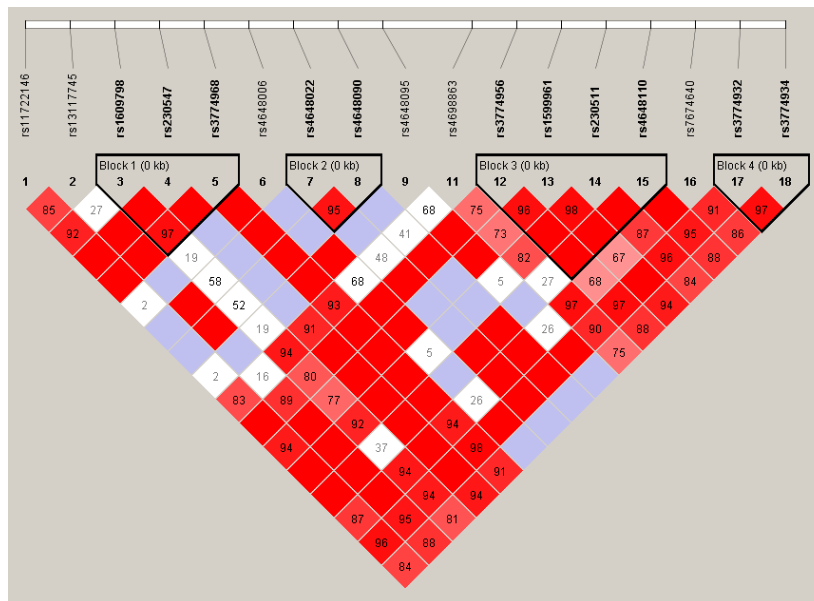 rs11722146
rs13117745
rs1609798
rs230547
rs3774968
rs4648006
rs4648022
rs4648090
rs4648095
rs4698863
rs3774956
rs1599961
rs230511
rs4648110
rs7674640
rs3774932
rs3774934
Block 1 (0 kb) Block 2 (0 kb) Block 3 (0 kb) Block 4 (0 kb)
1 2 3 4 5 6 7 8 9 11 12 13 14 15 16 17 18
85 27 95 68 75 96 98 91 97
92 97 41 73 87 95 86
19 48 82 67 96 88
58 68 5 27 68 84
2 52 93 97 97 94
19 91 26 90 88
94 5 75
2 16 80
83 89 77 26
92 94
94 37 98
94 91
94 94
87 95 81
96 88
84